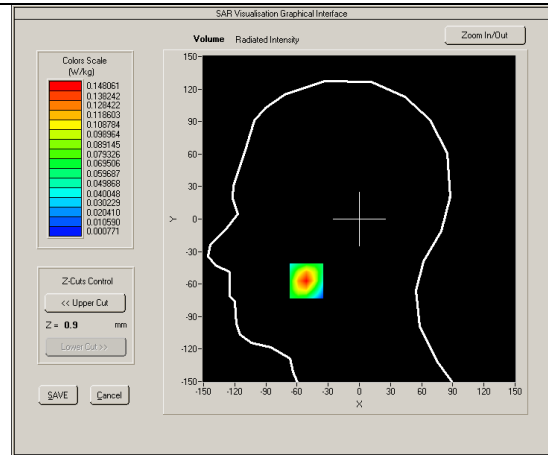 SAR Visualisation Graphical Interface
Volume Radiated Intensity
Zoom In/Out
Colors Scale
(W/kg)
0.148061
0.138242
0.128422
0.118603
0.108784
0.098964
0.089145
0.079326
0.069506
0.059687
0.049868
0.040048
0.030229
0.020410
0.010590
0.000771
Z-Cuts Control
<< Upper Cut
Z = 0.9 mm
Lower Cut >>
SAVE Cancel
150
120
90
60
30
0
-30
-60
-90
-120
-150
Y
-150 -120 -90 -60 -30 0 30 60 90 120 150
X